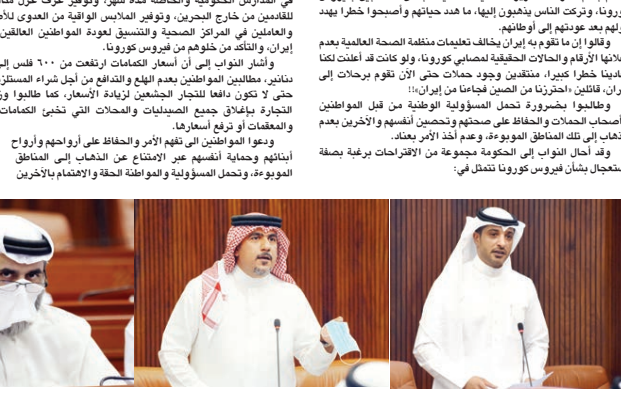 كورونا، وتركت الناس يذهبون إليها، ما هدد حياتهم وأصبحوا خطرا يهدد
دولهم بعد عودتهم إلى أوطانهم.
وقالوا إن ما تقوم به إيران يخالف تعليمات منظمة الصحة العالمية بعدم
إعلانها الأرقام والحالات الحقيقية لمصابي كورونا، ولو كانت قد أعلنت لكنا
تفادينا خطرا كبيرا، منتقدين وجود حملات حتى الآن تقوم برحلات إلى
إيران، قائلين «احترزنا من الصين فجاءنا من إيران»!!
وطالبوا بضرورة تحمل المسؤولية الوطنية من قبل المواطنين
وأصحاب الحملات والحفاظ على صحتهم وتحصين أنفسهم والآخرين بعدم
الذهاب إلى تلك المناطق الموبوءة، وعدم أخذ الأمر بعناد.
وقد أحال النواب إلى الحكومة مجموعة من الاقتراحات برغبة بصفة
الاستعجال بشأن فيروس كورونا تتمثل في:
في المدارس الحكومية والخاصة مدة شهر، وتوفير غرف عزل
للقادمين من خارج البحرين، وتوفير الملابس الواقية من العدوى
والعاملين في المراكز الصحية والتنسيق لعودة المواطنين العالقين
إيران، والتأكد من خلوهم من فيروس كورونا.
وأشار النواب إلى أن أسعار الكمامات ارتفعت من ٦٠٠ فلس إلى
دنانير، مطالبين المواطنين بعدم الهلع والتدافع من أجل شراء
حتى لا تكون دافعا للتجار الجشعين لزيادة الأسعار، كما طالبوا
التجارة بإغلاق جميع الصيدليات والمحلات التي تخبئ الكمامات
والمعقمات أو ترفع أسعارها.
ودعوا المواطنين الى تفهم الأمر والحفاظ على أرواحهم وأرواح
أبنائهم وحماية أنفسهم عبر الامتناع عن الذهاب إلى المناطق
الموبوءة، وتحمل المسؤولية والمواطنة الحقة والاهتمام بالآخرين